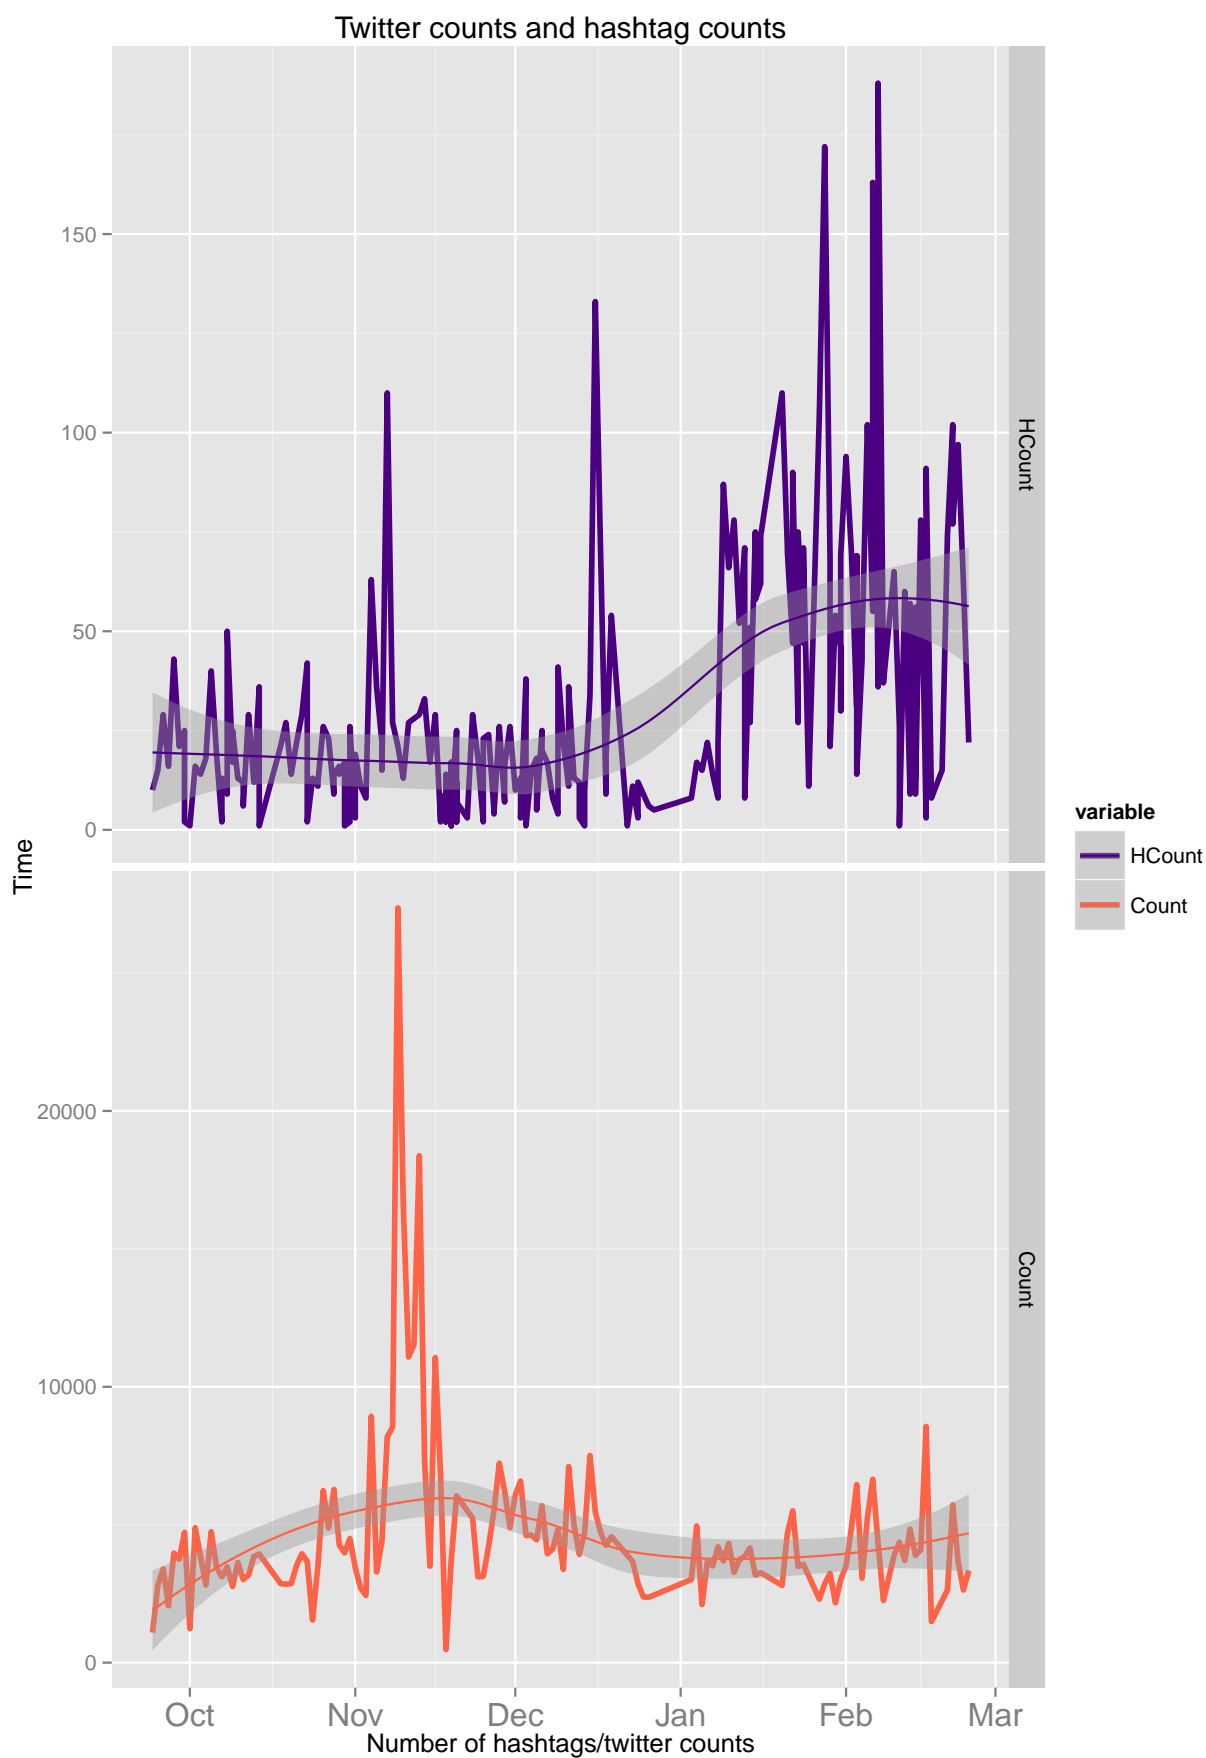 Twitter counts and hashtag counts
150
100
50
0
HCount
Time
20000
10000
0
Count
Oct
Nov
Dec
Jan
Feb
Mar
Number of hashtags/twitter counts
variable
HCount
Count